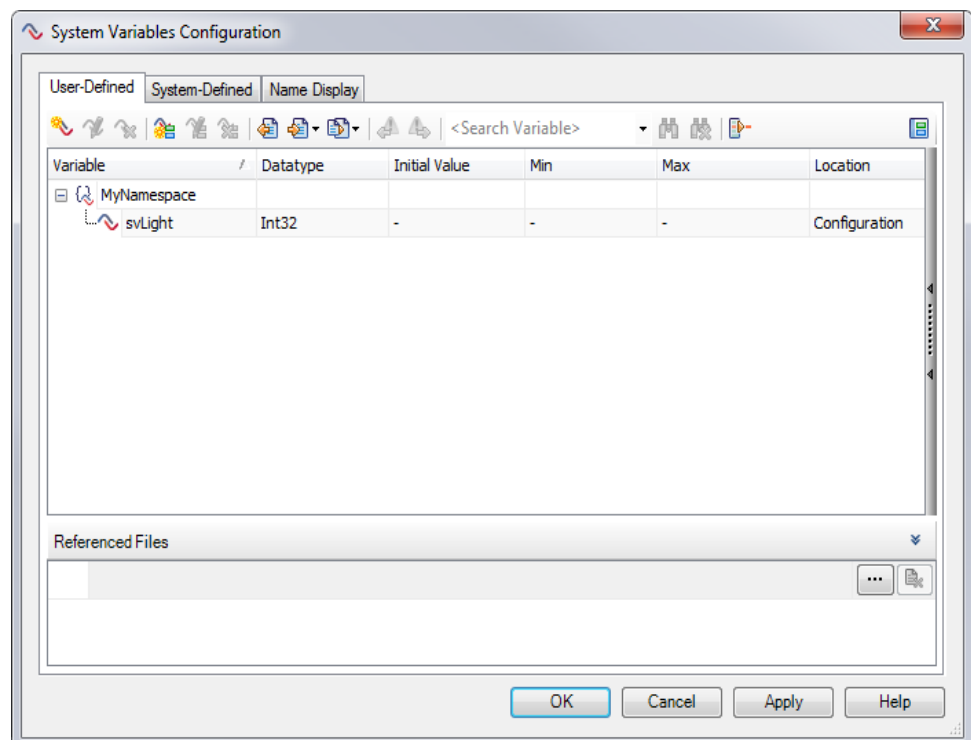 System Variables Configuration
User-Defined System-Defined Name Display
<Search Variable>
Variable Datatype Initial Value Min Max Location
MyNamespace
svLight Int32 - - - Configuration
Referenced Files
...
OK Cancel Apply Help